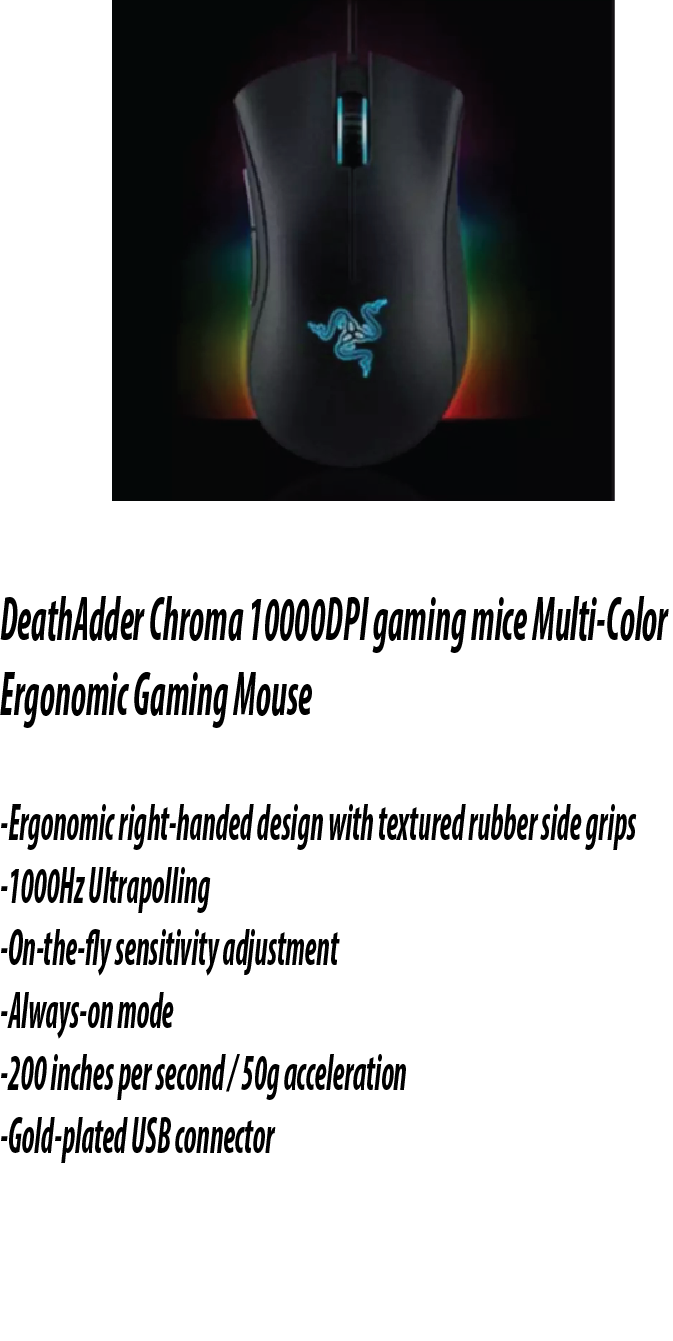 DeathAdder Chroma 10000DPI gaming mice Multi-Color
Ergonomic Gaming Mouse
-Ergonomic right-handed design with textured rubber side grips
-1000Hz Ultrapolling
-On-the-fly sensitivity adjustment
-Always-on mode
-200 inches per second / 50g acceleration
-Gold-plated USB connector